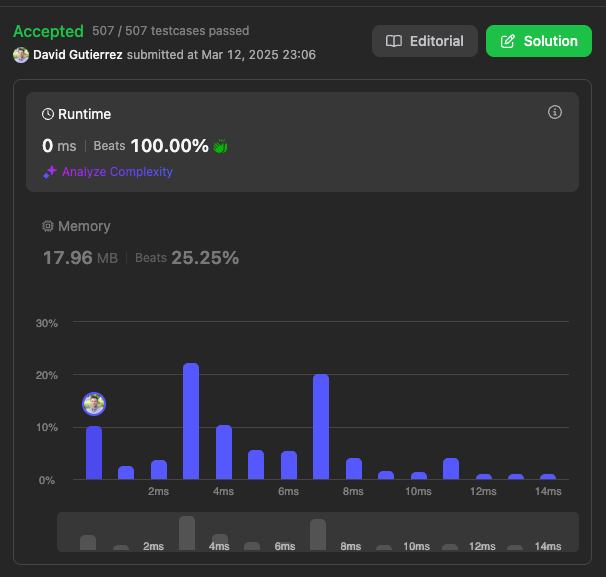 Accepted 507 / 507 testcases passed
David Gutierrez submitted at Mar 12, 2025 23:06
Editorial
Solution
Runtime
0 ms | Beats 100.00%
Analyze Complexity
Memory
17.96 MB | Beats 25.25%
30%
20%
10%
0%
2ms 4ms 6ms 8ms 10ms 12ms 14ms
2ms 4ms 6ms 8ms 10ms 12ms 14ms